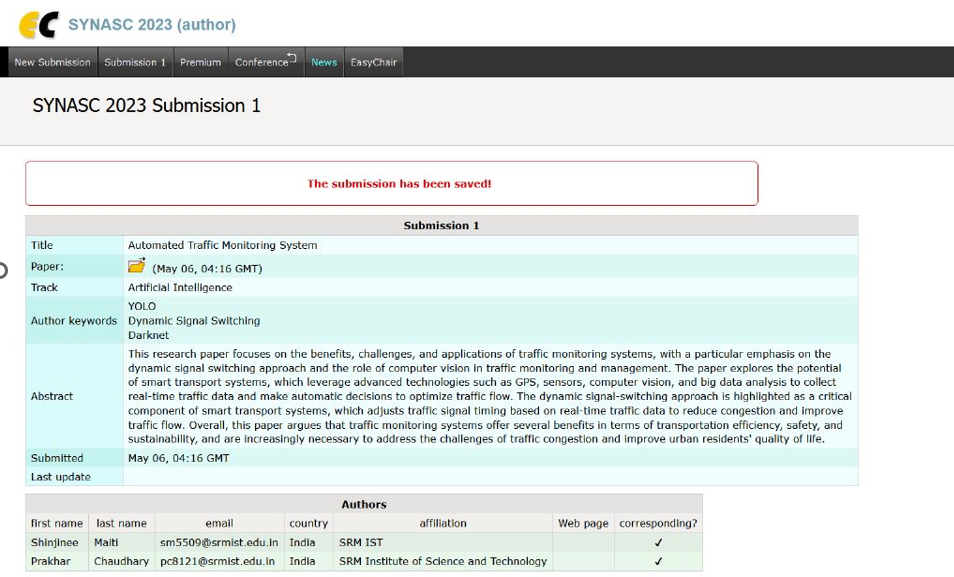 EC SYNASC 2023 (author)
New Submission Submission 1 Premium Conference News EasyChair
SYNASC 2023 Submission 1
The submission has been saved!
Submission 1
Title Automated Traffic Monitoring System
Paper: (May 06, 04:16 GMT)
Track Artificial Intelligence
Author keywords YOLO
Dynamic Signal Switching
Darknet
Abstract This research paper focuses on the benefits, challenges, and applications of traffic monitoring systems, with a particular emphasis on the
dynamic signal switching approach and the role of computer vision in traffic monitoring and management. The paper explores the potential
of smart transport systems, which leverage advanced technologies such as GPS, sensors, computer vision, and big data analysis to collect
real-time traffic data and make automatic decisions to optimize traffic flow. The dynamic signal-switching approach is highlighted as a critical
component of smart transport systems, which adjusts traffic signal timing based on real-time traffic data to reduce congestion and improve
traffic flow. Overall, this paper argues that traffic monitoring systems offer several benefits in terms of transportation efficiency, safety, and
sustainability, and are increasingly necessary to address the challenges of traffic congestion and improve urban residents' quality of life.
Submitted May 06, 04:16 GMT
Last update
Authors
first name last name email country affiliation Web page corresponding?
Shinjinee Maiti sm5509@srmist.edu.in India SRM IST ✓
Prakhar Chaudhary pc8121@srmist.edu.in India SRM Institute of Science and Technology ✓